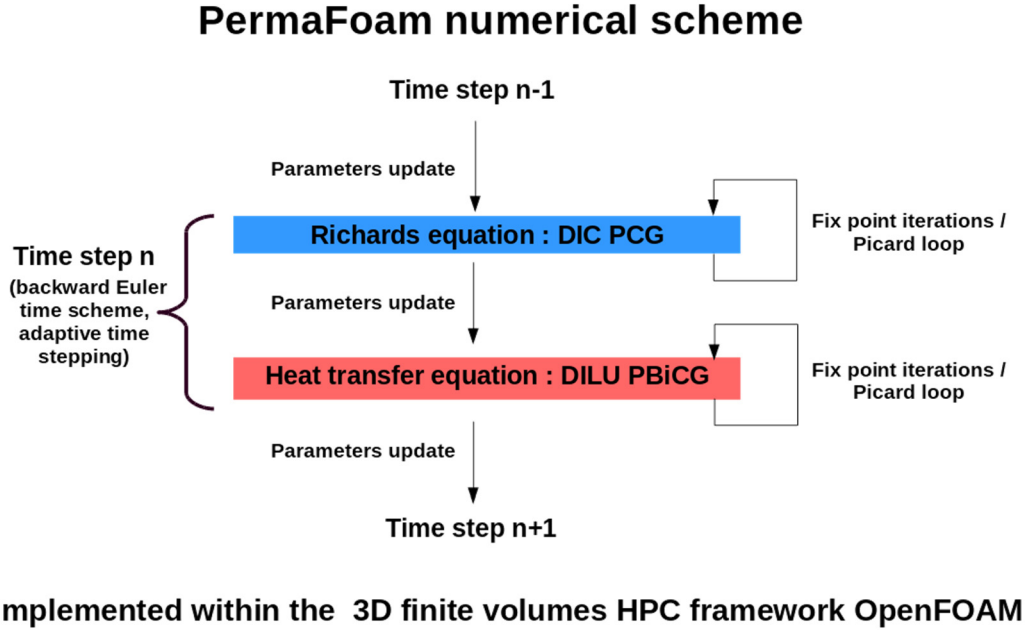 PermaFoam numerical scheme
Time step n-1
Parameters update
Richards equation : DIC PCG
Fix point iterations /
Picard loop
Time step n
(backward Euler
time scheme,
adaptive time
stepping)
Parameters update
Heat transfer equation : DILU PBiCG
Fix point iterations /
Picard loop
Parameters update
Time step n+1
mplemented within the 3D finite volumes HPC framework OpenFOAM